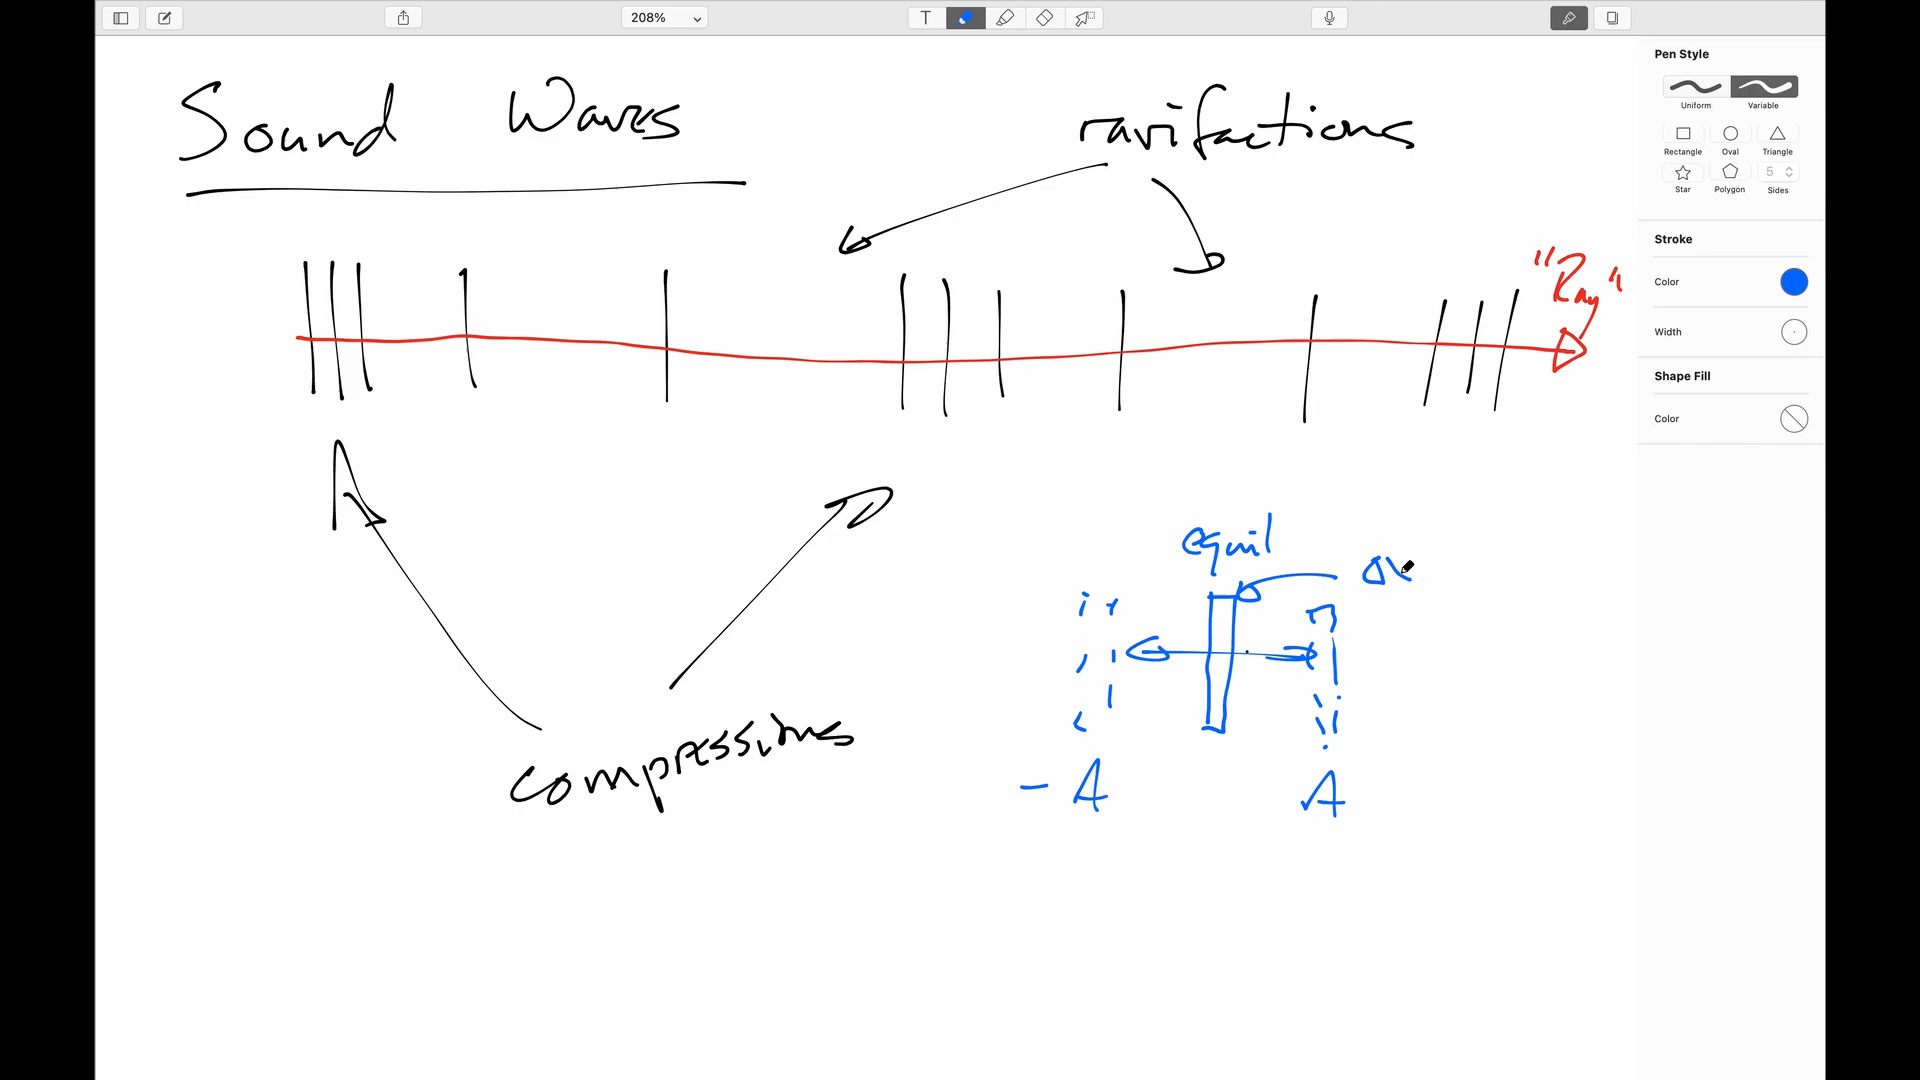 208%
T
Pen Style
Uniform Variable
Rectangle Oval Triangle
5
Star Polygon Sides
Stroke
Color
Width
Shape Fill
Color
Sound Waves
rarifactions
"Ray"
equil
- A A
compressions